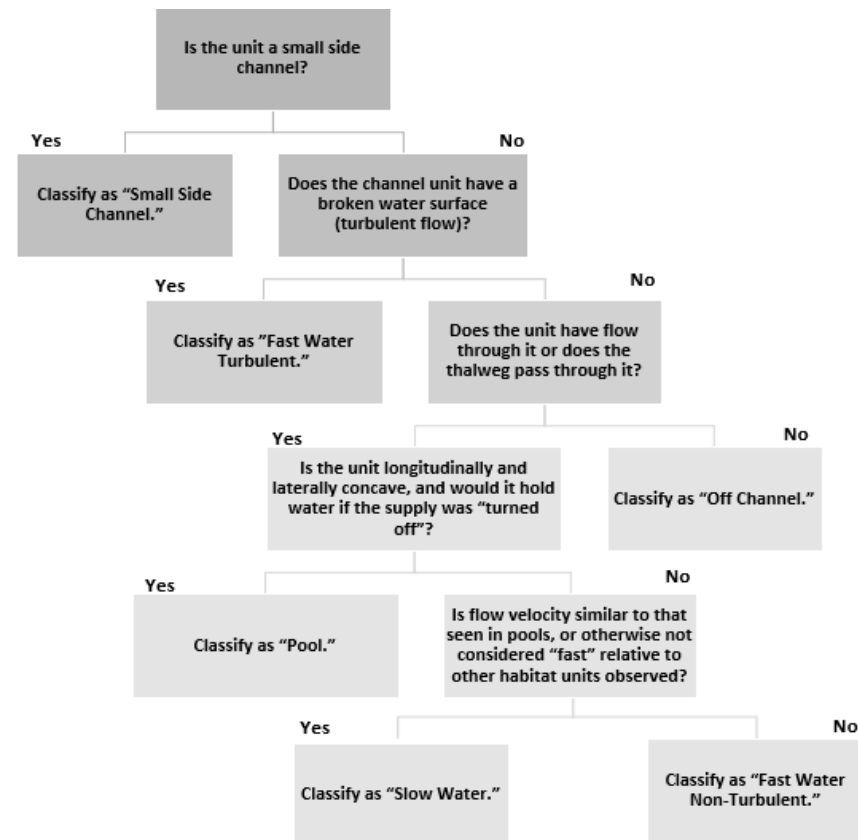 Is the unit a small side
channel?
Yes
No
Classify as “Small Side
Channel.”
Does the channel unit have a
broken water surface
(turbulent flow)?
Yes
No
Classify as ”Fast Water
Turbulent.”
Does the unit have flow
through it or does the
thalweg pass through it?
Yes
No
Is the unit longitudinally and
laterally concave, and would it hold
water if the supply was “turned
off”?
Classify as “Off Channel.”
Yes
No
Classify as “Pool.”
Is flow velocity similar to that
seen in pools, or otherwise not
considered “fast” relative to
other habitat units observed?
Yes
No
Classify as “Slow Water.”
Classify as “Fast Water
Non-Turbulent.”